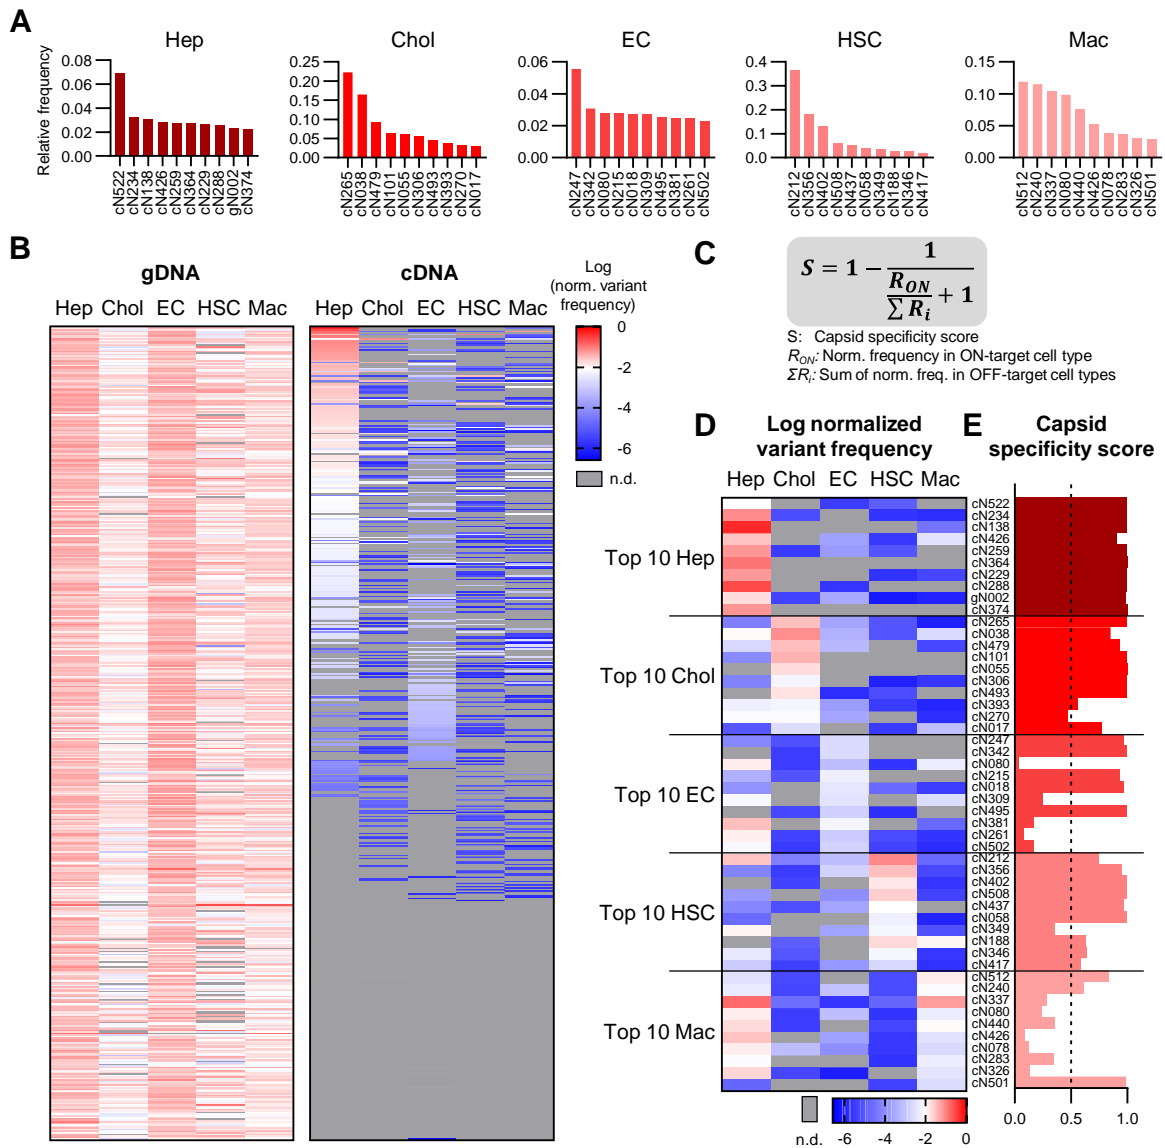 A
Hep
Chol
EC
HSC
Mac
Relative frequency
0.08
0.06
0.04
0.02
0.00
cN522
cN234
cN138
cN426
cN259
cN364
cN229
cN288
gN002
cN374
0.25
0.20
0.15
0.10
0.05
0.00
cN265
cN038
cN479
cN101
cN055
cN306
cN493
cN393
cN270
cN017
0.06
0.04
0.02
0.00
cN247
cN342
cN080
cN215
cN018
cN309
cN495
cN381
cN261
cN502
0.4
0.3
0.2
0.1
0.0
cN212
cN356
cN402
cN508
cN437
cN058
cN349
cN188
cN346
cN417
0.15
0.10
0.05
0.00
cN512
cN240
cN337
cN080
cN440
cN426
cN078
cN283
cN326
cN501
B
gDNA
Hep Chol EC HSC Mac
cDNA
Hep Chol EC HSC Mac
Log
(norm. variant
frequency)
0
-2
-4
-6
n.d.
C
S = 1 − 1 / (R_ON / ∑ R_i + 1)
S: Capsid specificity score
R_ON: Norm. frequency in ON-target cell type
ΣR_i: Sum of norm. freq. in OFF-target cell types
D
Log normalized
variant frequency
Hep Chol EC HSC Mac
Top 10 Hep
Top 10 Chol
Top 10 EC
Top 10 HSC
Top 10 Mac
n.d.
-6 -4 -2 0
E
Capsid
specificity score
cN522
cN234
cN138
cN426
cN259
cN364
cN229
cN288
gN002
cN374
cN265
cN038
cN479
cN101
cN055
cN306
cN493
cN393
cN270
cN017
cN247
cN342
cN080
cN215
cN018
cN309
cN495
cN381
cN261
cN502
cN212
cN356
cN402
cN508
cN437
cN058
cN349
cN188
cN346
cN417
cN512
cN240
cN337
cN080
cN440
cN426
cN078
cN283
cN326
cN501
0.0 0.5 1.0